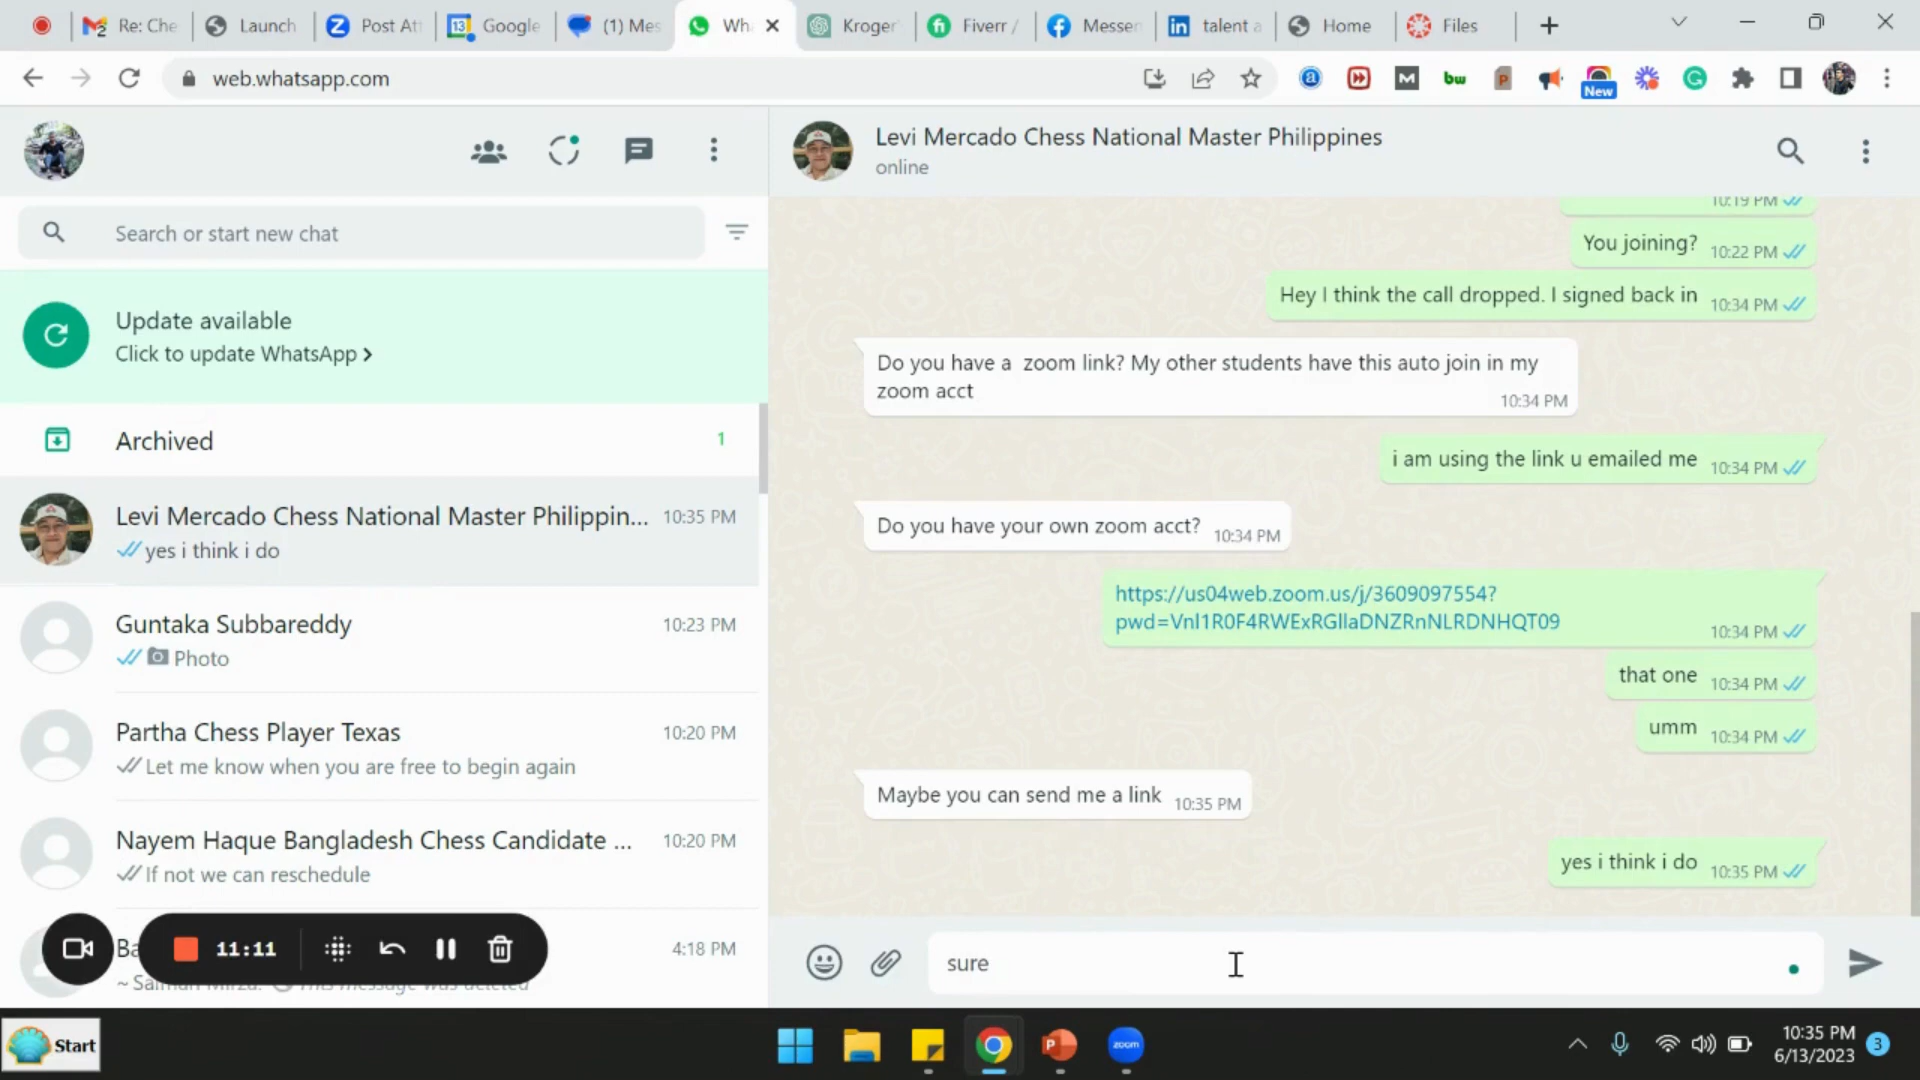 Re: Che
Launch
Post Att
Google
(1) Mes
Wh
Kroger
Fiverr /
Messen
talent a
Home
Files
web.whatsapp.com
New
Levi Mercado Chess National Master Philippines
online
Search or start new chat
Update available
Click to update WhatsApp
Archived 1
Levi Mercado Chess National Master Philippin... 10:35 PM
yes i think i do
Guntaka Subbareddy 10:23 PM
Photo
Partha Chess Player Texas 10:20 PM
Let me know when you are free to begin again
Nayem Haque Bangladesh Chess Candidate ... 10:20 PM
If not we can reschedule
Ba 4:18 PM
11:11
10:19 PM
You joining? 10:22 PM
Hey I think the call dropped. I signed back in 10:34 PM
Do you have a zoom link? My other students have this auto join in my
zoom acct 10:34 PM
i am using the link u emailed me 10:34 PM
Do you have your own zoom acct? 10:34 PM
https://us04web.zoom.us/j/3609097554?
pwd=Vnl1R0F4RWExRGllaDNZRnNLRDNHQT09 10:34 PM
that one 10:34 PM
umm 10:34 PM
Maybe you can send me a link 10:35 PM
yes i think i do 10:35 PM
sure
Start
zoom
10:35 PM
6/13/2023
3